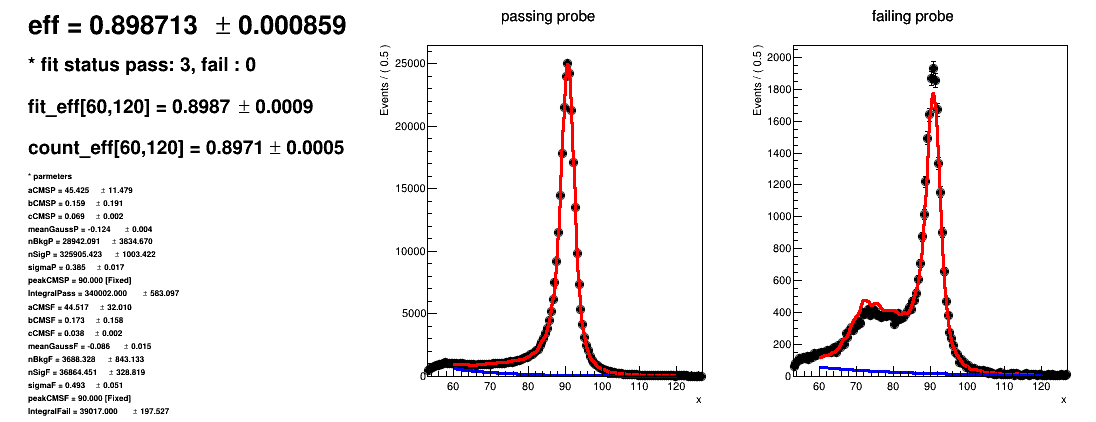 eff = 0.898713 ± 0.000859
* fit status pass: 3, fail : 0
fit_eff[60,120] = 0.8987 ± 0.0009
count_eff[60,120] = 0.8971 ± 0.0005
* parmeters
aCMSP = 45.425 ± 11.479
bCMSP = 0.159 ± 0.191
cCMSP = 0.069 ± 0.002
meanGaussP = -0.124 ± 0.004
nBkgP = 28942.091 ± 3834.670
nSigP = 325905.423 ± 1003.422
sigmaP = 0.385 ± 0.017
peakCMSP = 90.000 [Fixed]
IntegralPass = 340002.000 ± 583.097
aCMSF = 44.517 ± 32.010
bCMSF = 0.173 ± 0.158
cCMSF = 0.038 ± 0.002
meanGaussF = -0.086 ± 0.015
nBkgF = 3688.328 ± 843.133
nSigF = 36864.451 ± 328.819
sigmaF = 0.493 ± 0.051
peakCMSF = 90.000 [Fixed]
IntegralFail = 39017.000 ± 197.527
passing probe
Events / ( 0.5 )
25000
20000
15000
10000
5000
0
60 70 80 90 100 110 120
x
failing probe
Events / ( 0.5 )
2000
1800
1600
1400
1200
1000
800
600
400
200
0
60 70 80 90 100 110 120
x